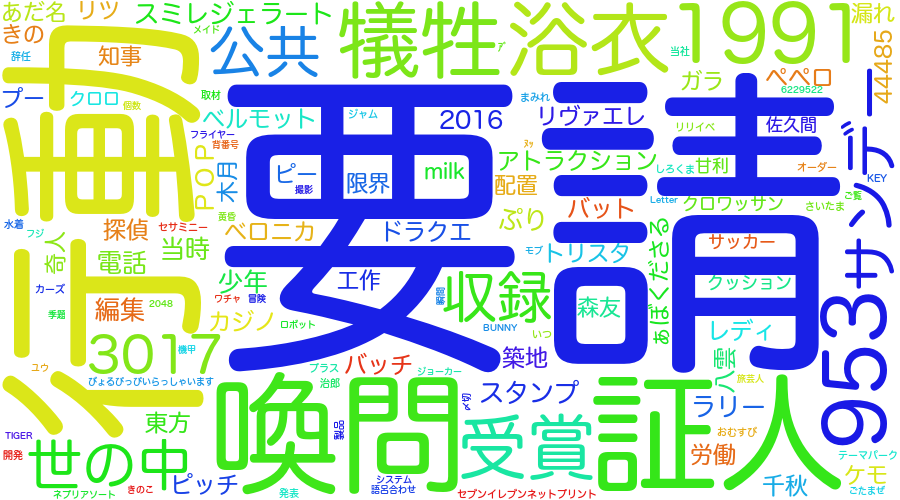 あだ名
リツ
スミレジェラート
犠牲
浴衣
1991
漏れ
きの
知事
メイド
公共
デ
当社
ガラ
ペペロ
44485
辞任
プー
クロロ
個数
取材
ジャム
まみれ
6229522
行動
POP
ベルモット
フライヤー
背番号
2016
リヴァエレ
リリイベ
佐久間
サンデー
要請
木月
ピー
撮影
限界
milk
アトラクション
しろくま
甘利
オーダー
KEY
配置
Letter
クロワッサン
さいたま
ご覧
黄昏
水着
フジ
探偵
セサミニー
ベロニカ
ドラクエ
ぷり
バット
モブ
トリスタ
あぼくださる
サッカー
奇人
電話
当時
カーズ
少年
工作
クッション
953
季題
編集
2048
ワチャ
冒険
収録
森友
カジノ
ロボット
BUNNY
いつ
レディ
3017
機甲
バッチ
築地
八雲
ユウ
プラス
ジョーカー
旅芸人
ぴょるぴっぴいらっしゃいます
治郎
スタンプ
喚問
証人
ラリー
東方
受賞
おむすび
TIGER
労働
世の中
開発
テーマパーク
ケモ
ピッチ
システム
語呂合わせ
千秋
ごたまぜ
ネプリアソート
きのこ
発表
セブンイレブンネットプリント